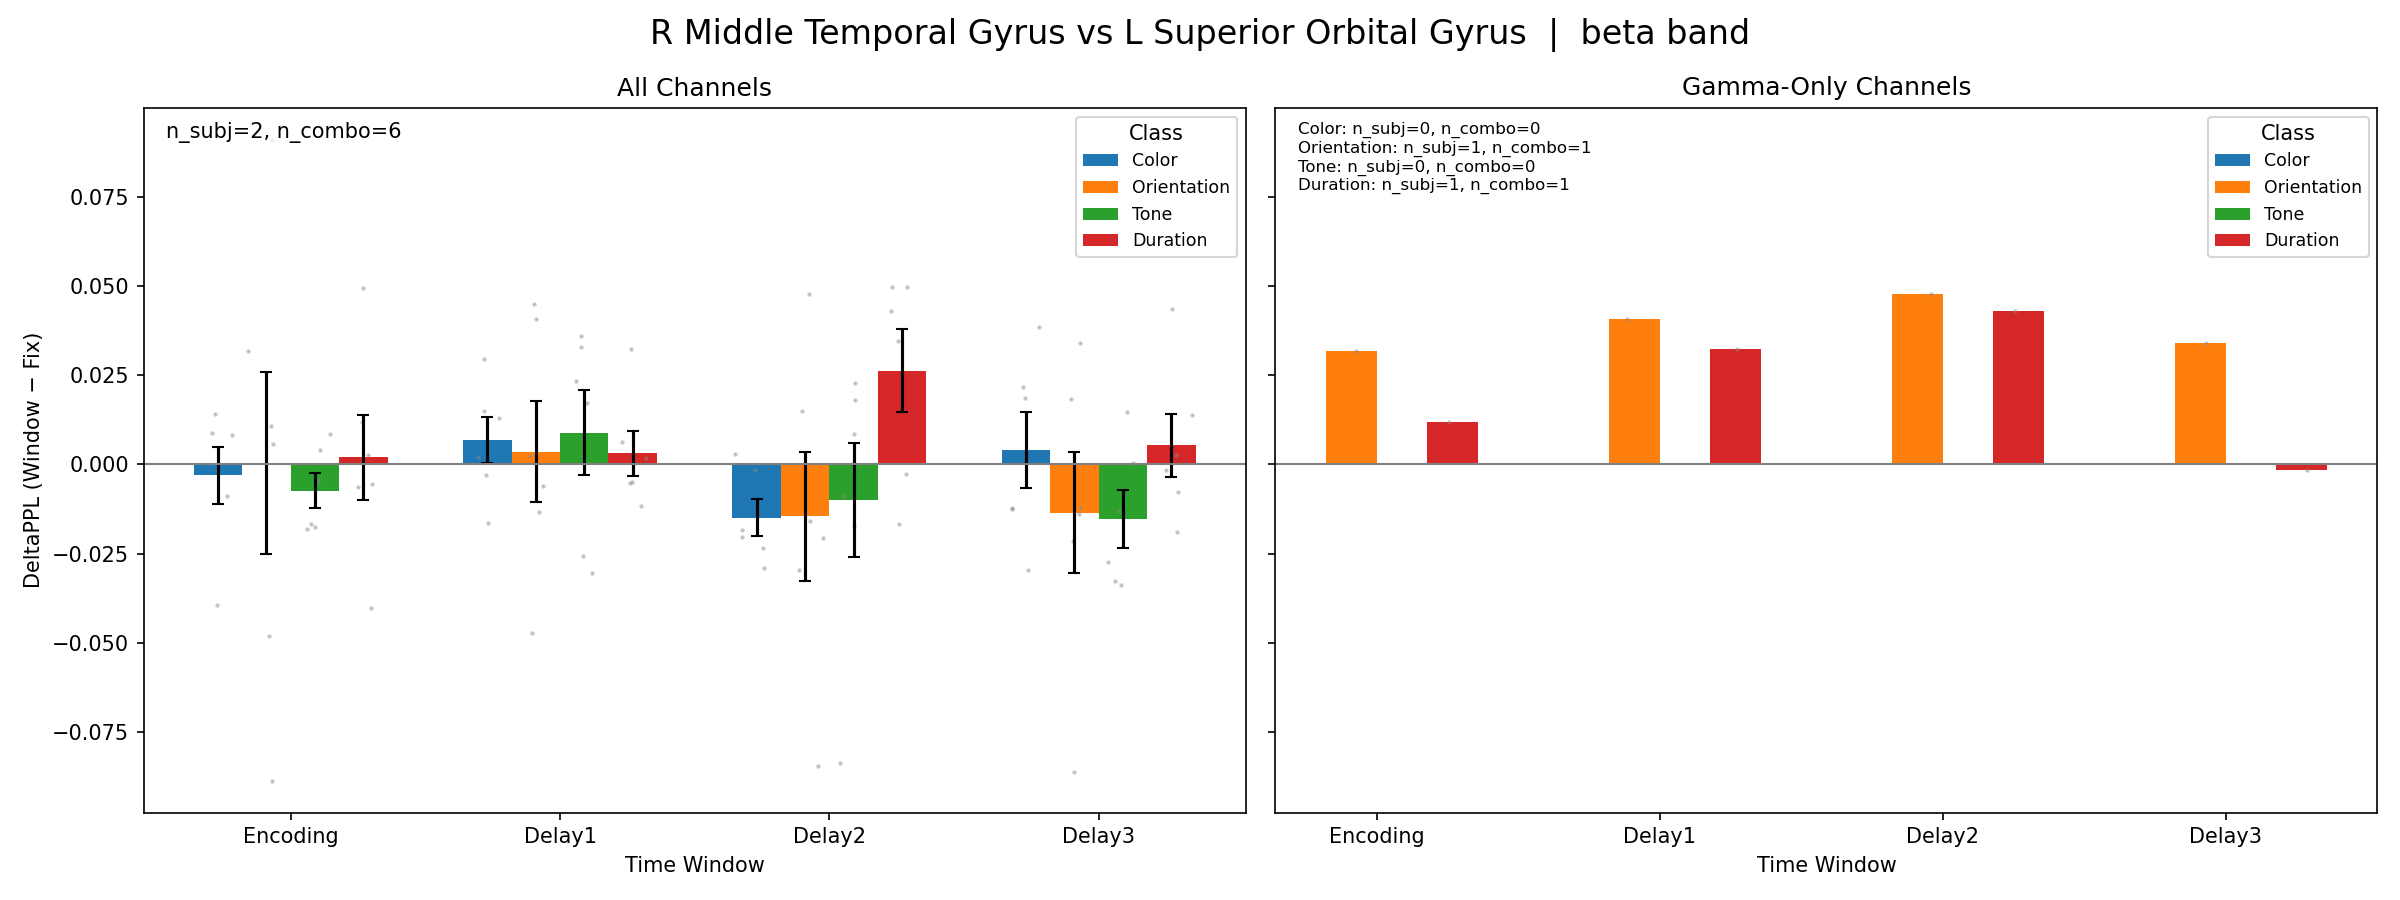 R Middle Temporal Gyrus vs L Superior Orbital Gyrus | beta band
All Channels
n_subj=2, n_combo=6
Class
Color
Orientation
Tone
Duration
DeltaPPL (Window − Fix)
0.075
0.050
0.025
0.000
−0.025
−0.050
−0.075
Encoding
Delay1
Delay2
Delay3
Time Window
Gamma-Only Channels
Color: n_subj=0, n_combo=0
Orientation: n_subj=1, n_combo=1
Tone: n_subj=0, n_combo=0
Duration: n_subj=1, n_combo=1
Class
Color
Orientation
Tone
Duration
Encoding
Delay1
Delay2
Delay3
Time Window